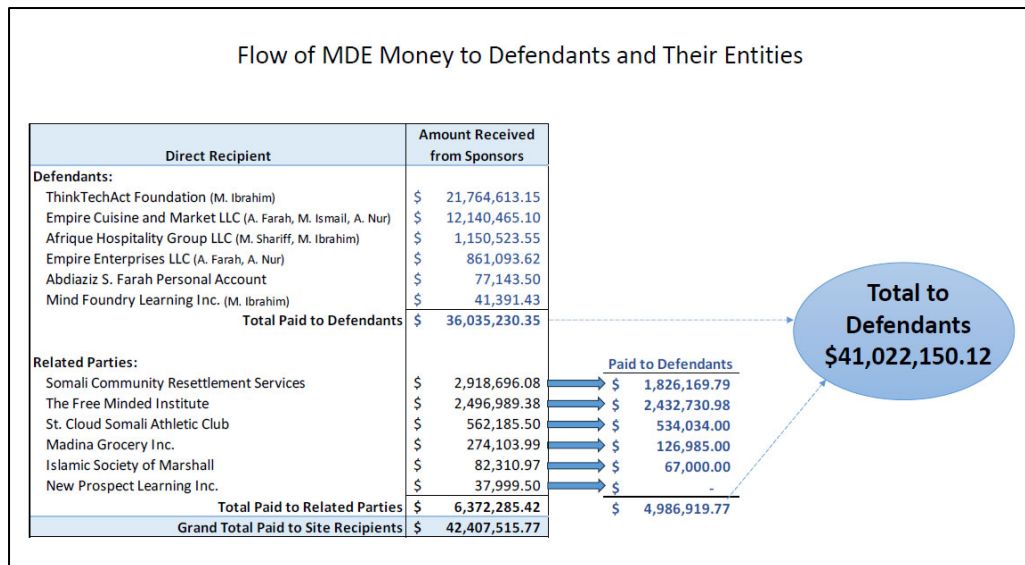 Flow of MDE Money to Defendants and Their Entities
Direct Recipient Amount Received from Sponsors
Defendants:
ThinkTechAct Foundation (M. Ibrahim) $ 21,764,613.15
Empire Cuisine and Market LLC (A. Farah, M. Ismail, A. Nur) $ 12,140,465.10
Afrique Hospitality Group LLC (M. Shariff, M. Ibrahim) $ 1,150,523.55
Empire Enterprises LLC (A. Farah, A. Nur) $ 861,093.62
Abdiaziz S. Farah Personal Account $ 77,143.50
Mind Foundry Learning Inc. (M. Ibrahim) $ 41,391.43
Total Paid to Defendants $ 36,035,230.35
Total to
Defendants
$41,022,150.12
Related Parties: Paid to Defendants
Somali Community Resettlement Services $ 2,918,696.08 $ 1,826,169.79
The Free Minded Institute $ 2,496,989.38 $ 2,432,730.98
St. Cloud Somali Athletic Club $ 562,185.50 $ 534,034.00
Madina Grocery Inc. $ 274,103.99 $ 126,985.00
Islamic Society of Marshall $ 82,310.97 $ 67,000.00
New Prospect Learning Inc. $ 37,999.50 $ -
Total Paid to Related Parties $ 6,372,285.42 $ 4,986,919.77
Grand Total Paid to Site Recipients $ 42,407,515.77